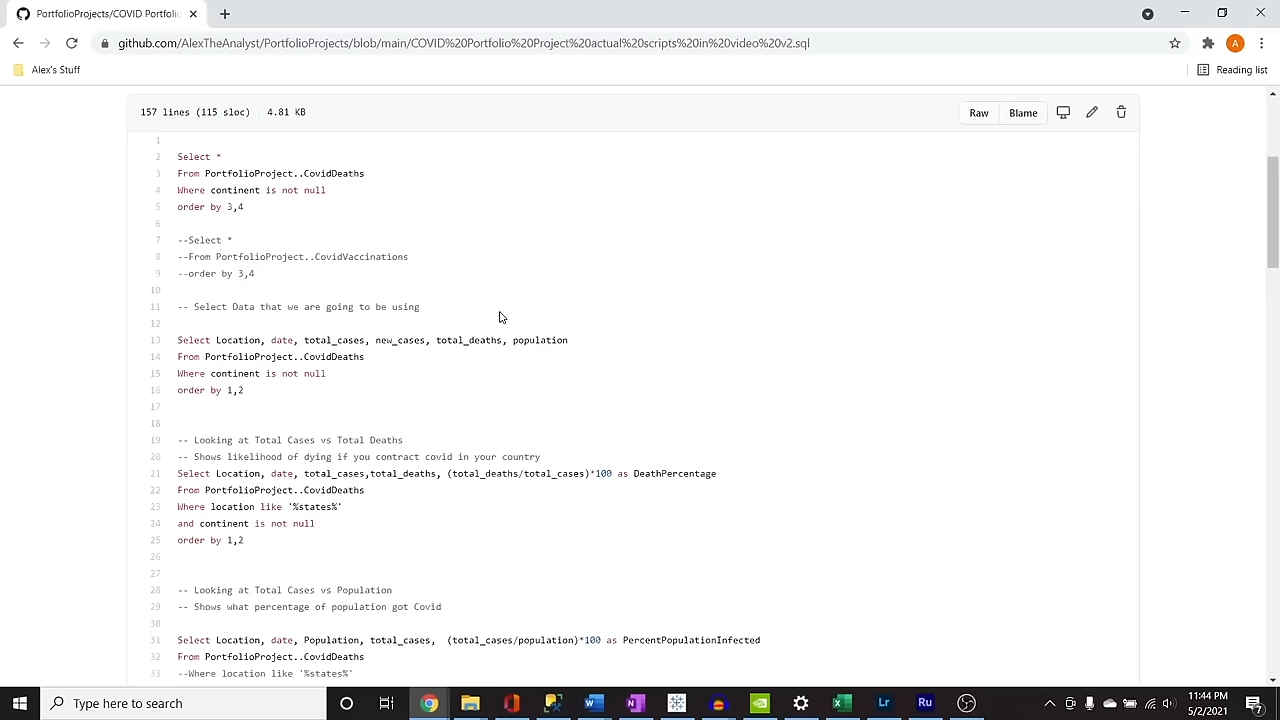 PortfolioProjects/COVID Portfolio
github.com/AlexTheAnalyst/PortfolioProjects/blob/main/COVID%20Portfolio%20Project%20actual%20scripts%20in%20video%20v2.sql
A
Alex's Stuff
Reading list
157 lines (115 sloc) 4.81 KB
Raw
Blame
1
2 Select *
3 From PortfolioProject..CovidDeaths
4 Where continent is not null
5 order by 3,4
6
7 --Select *
8 --From PortfolioProject..CovidVaccinations
9 --order by 3,4
10
11 -- Select Data that we are going to be using
12
13 Select Location, date, total_cases, new_cases, total_deaths, population
14 From PortfolioProject..CovidDeaths
15 Where continent is not null
16 order by 1,2
17
18
19 -- Looking at Total Cases vs Total Deaths
20 -- Shows likelihood of dying if you contract covid in your country
21 Select Location, date, total_cases,total_deaths, (total_deaths/total_cases)*100 as DeathPercentage
22 From PortfolioProject..CovidDeaths
23 Where location like '%states%'
24 and continent is not null
25 order by 1,2
26
27
28 -- Looking at Total Cases vs Population
29 -- Shows what percentage of population got Covid
30
31 Select Location, date, Population, total_cases,  (total_cases/population)*100 as PercentPopulationInfected
32 From PortfolioProject..CovidDeaths
33 --Where location like '%states%'
Type here to search
Lr
Ru
11:44 PM
5/2/2021